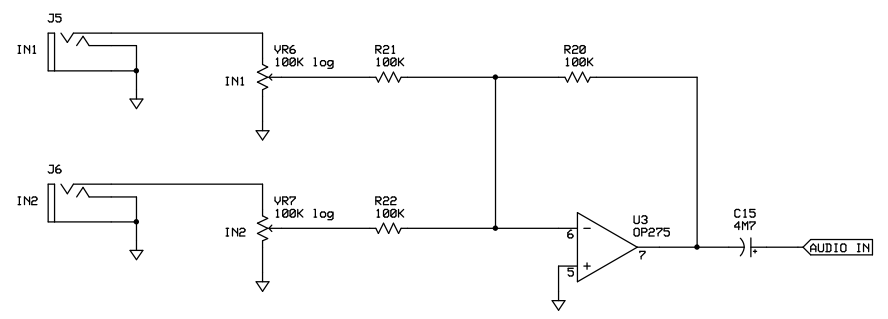 J5
IN1
VR6
100K log
IN1
R21
100K
R20
100K
J6
IN2
VR7
100K log
IN2
R22
100K
U3
OP275
6
-
5
+
7
C15
4M7
+
AUDIO IN